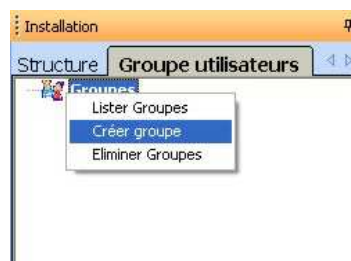 Installation
Structure Groupe utilisateurs
Groupes
Lister Groupes
Créer groupe
Eliminer Groupes